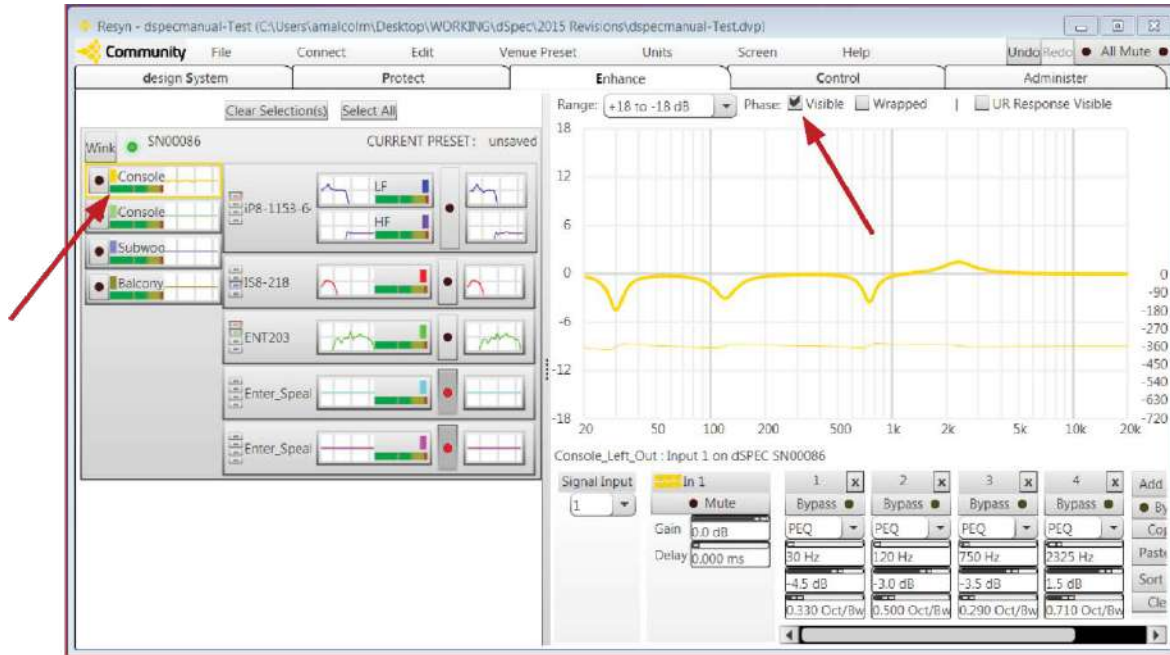 Resyn - dspecmanual-Test (C:\Users\amalcolm\Desktop\WORKING\dSpec\2015 Revisions\dspecmanual-Test.dvp)
Community File Connect Edit Venue Preset Units Screen Help Undo Redo All Mute
design System Protect Enhance Control Administer
Clear Selection(s) Select All
Wink SN00086 CURRENT PRESET: unsaved
Console
Console
Subwoo
Balcony
iP8-1153-6
LF
HF
IS8-218
ENT203
Enter_Speal
Enter_Speal
Range: +18 to -18 dB Phase: Visible Wrapped | UR Response Visible
18
12
6
0
-6
-12
-18
0
-90
-180
-270
-360
-450
-540
-630
-720
20 50 100 200 500 1k 2k 5k 10k 20k
Console_Left_Out : Input 1 on dSPEC SN00086
Signal Input In 1 1 x 2 x 3 x 4 x Add
1 Mute Bypass Bypass Bypass Bypass By
Gain 0.0 dB PEQ PEQ PEQ PEQ Cop
Delay 0.000 ms 30 Hz 120 Hz 750 Hz 2325 Hz Paste
-4.5 dB -3.0 dB -3.5 dB 1.5 dB Sort
0.330 Oct/Bw 0.500 Oct/Bw 0.290 Oct/Bw 0.710 Oct/Bw Cle